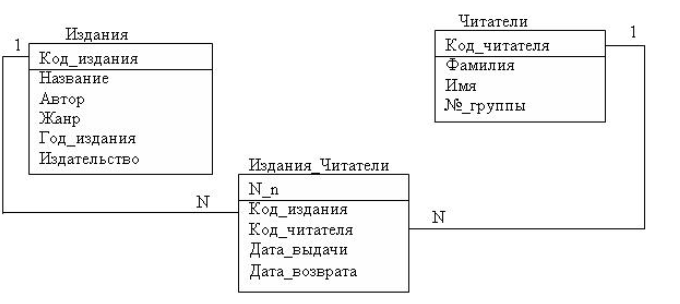 Издания
1
Код_издания
Название
Автор
Жанр
Год_издания
Издательство
Читатели
1
Код_читателя
Фамилия
Имя
№_группы
Издания_Читатели
N_п
Код_издания
Код_читателя
Дата_выдачи
Дата_возврата
N
N